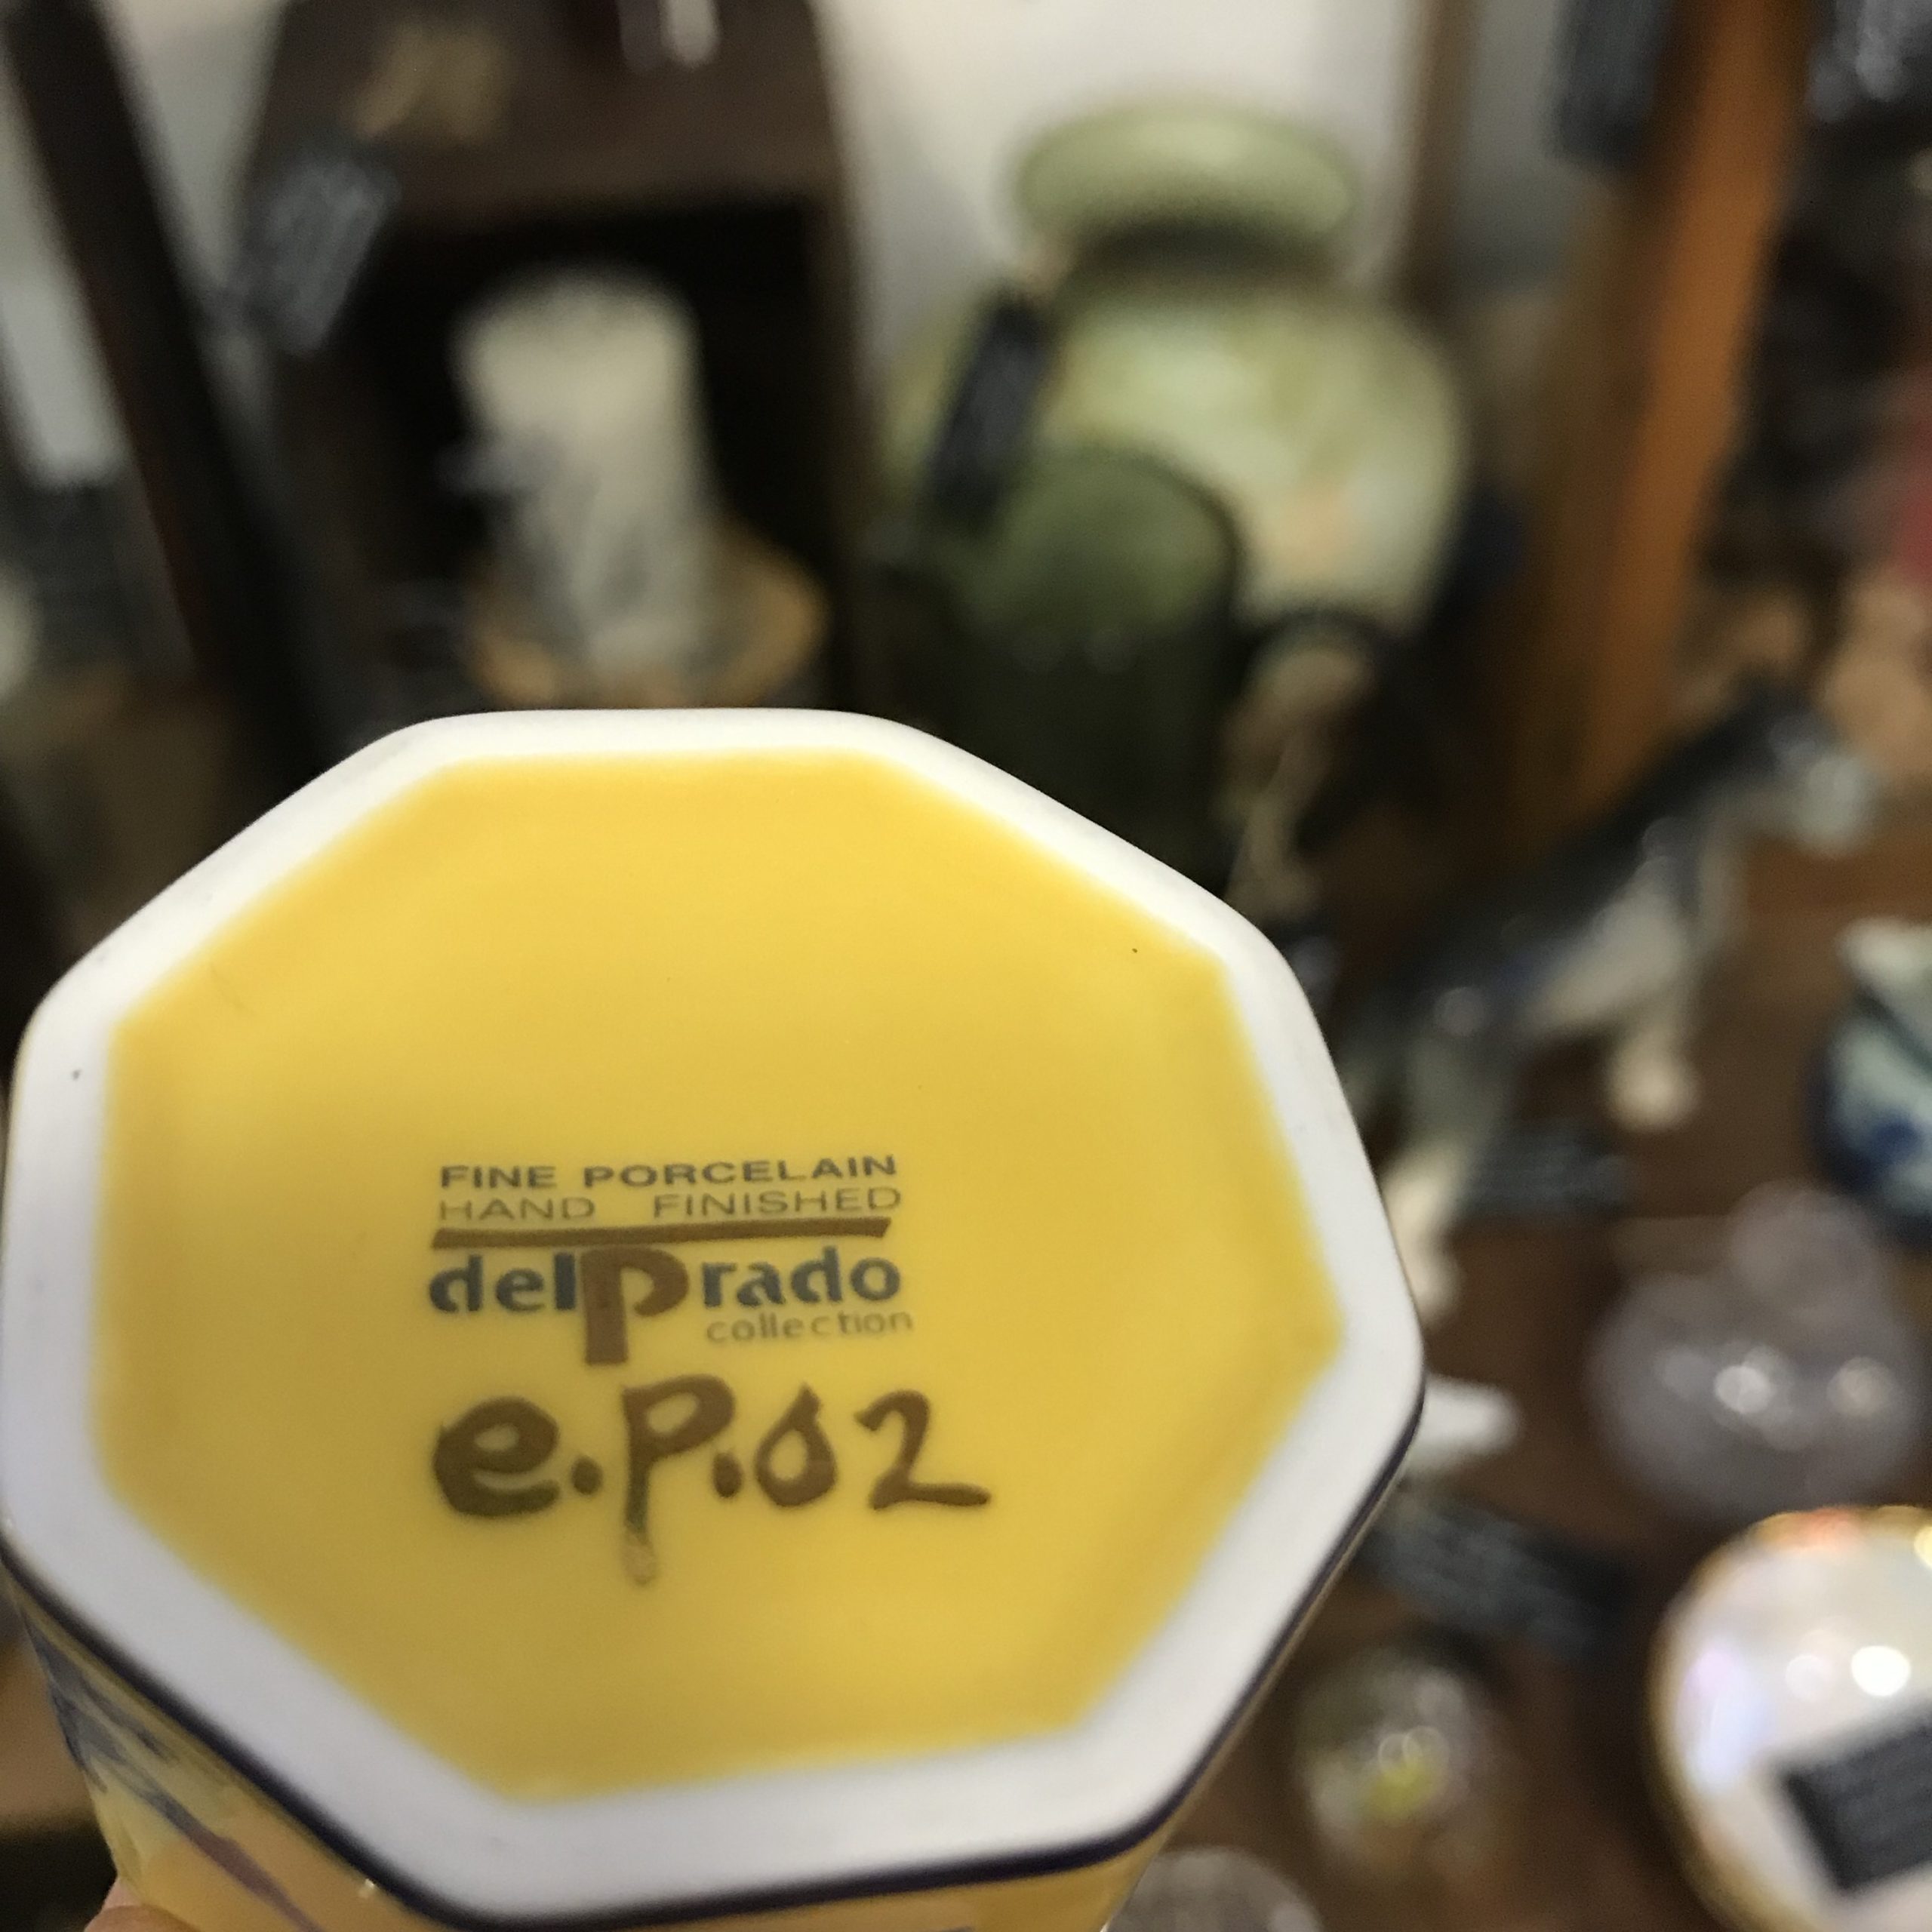 FINE PORCELAIN
HAND FINISHED
delPrado
collection
e.p.02